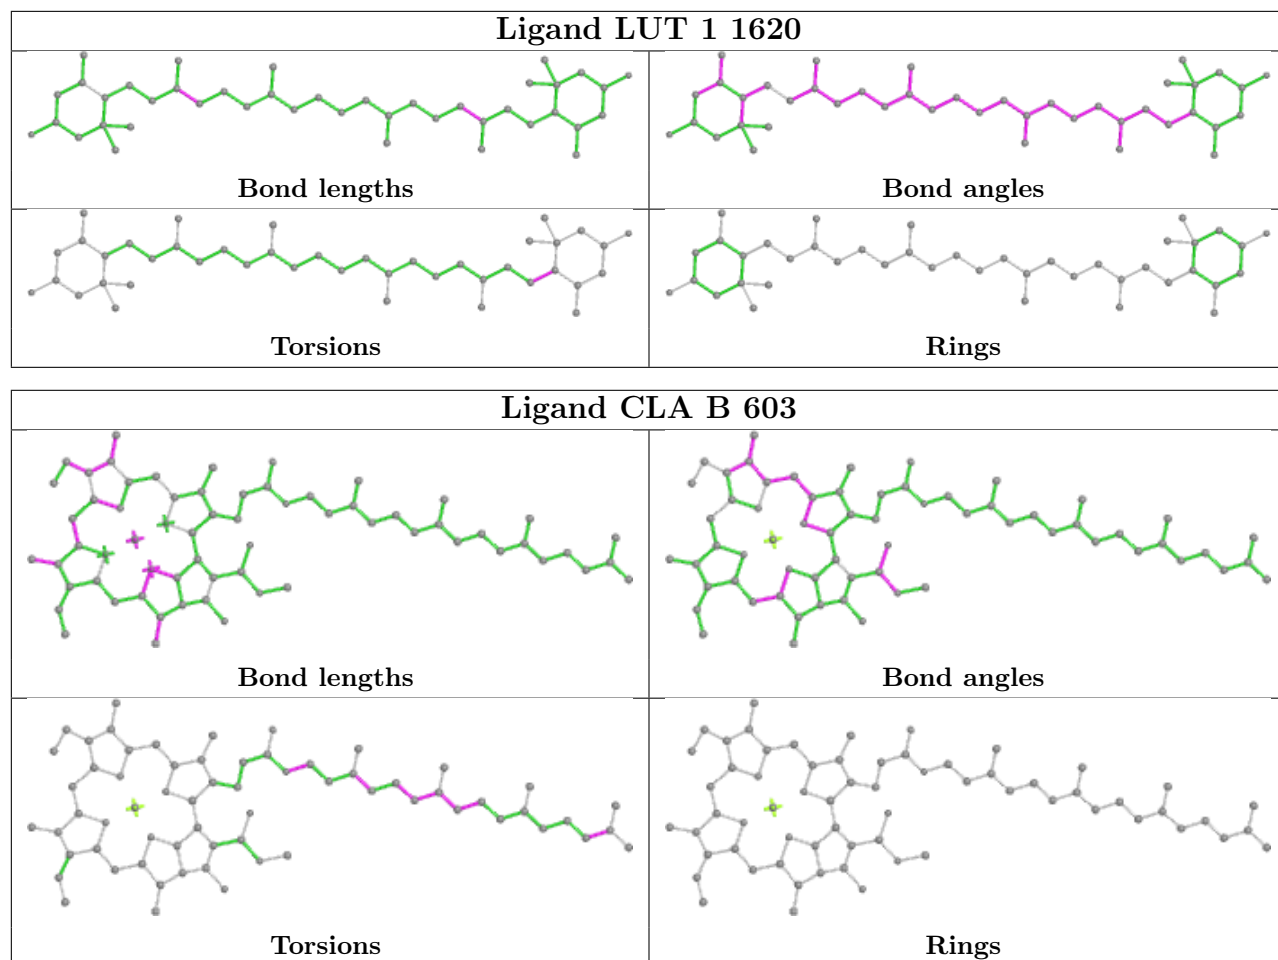 Ligand LUT 1 1620
Bond lengths
Bond angles
Torsions
Rings
Ligand CLA B 603
Bond lengths
Bond angles
Torsions
Rings